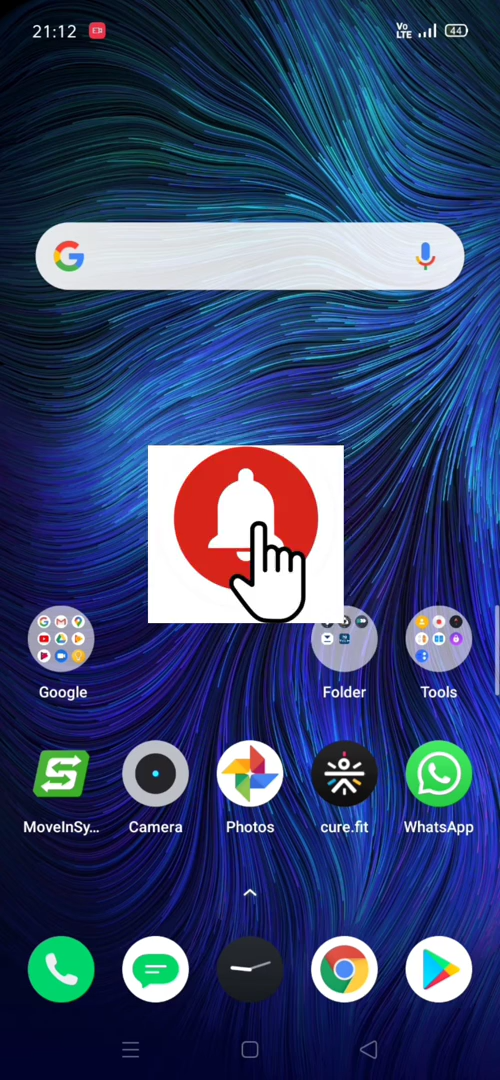 21:12
Vo
LTE
44
Google
Folder
Tools
MoveInSy...
Camera
Photos
cure.fit
WhatsApp